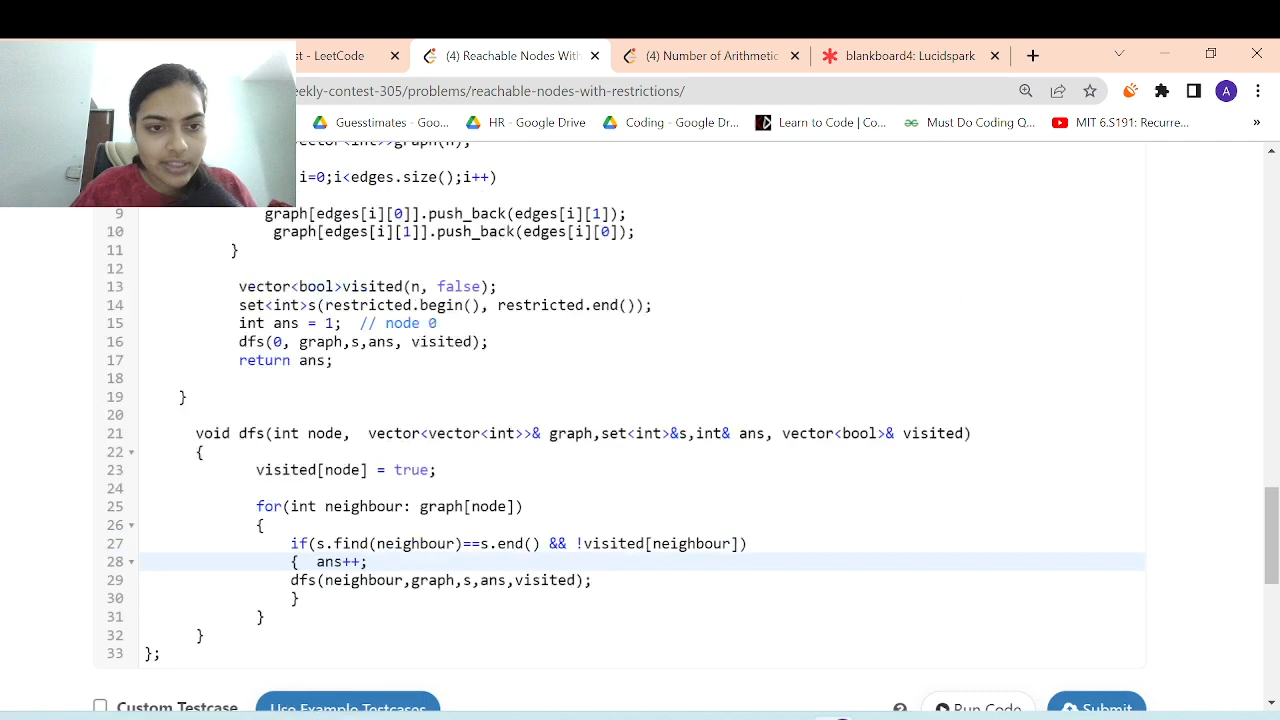 st - LeetCode
(4) Reachable Nodes With
(4) Number of Arithmetic
blankboard4: Lucidspark
eekly-contest-305/problems/reachable-nodes-with-restrictions/
A
Guesstimates - Goo...
HR - Google Drive
Coding - Google Dr...
Learn to Code | Co...
Must Do Coding Q...
MIT 6.S191: Recurre...
»
i=0;i<edges.size();i++)
9 graph[edges[i][0]].push_back(edges[i][1]);
10 graph[edges[i][1]].push_back(edges[i][0]);
11 }
12
13 vector<bool>visited(n, false);
14 set<int>s(restricted.begin(), restricted.end());
15 int ans = 1; // node 0
16 dfs(0, graph,s,ans, visited);
17 return ans;
18
19 }
20
21 void dfs(int node, vector<vector<int>>& graph,set<int>&s,int& ans, vector<bool>& visited)
22 {
23 visited[node] = true;
24
25 for(int neighbour: graph[node])
26 {
27 if(s.find(neighbour)==s.end() && !visited[neighbour])
28 { ans++;
29 dfs(neighbour,graph,s,ans,visited);
30 }
31 }
32 }
33 };
Custom Testcase
Use Example Testcases
Run Code
Submit